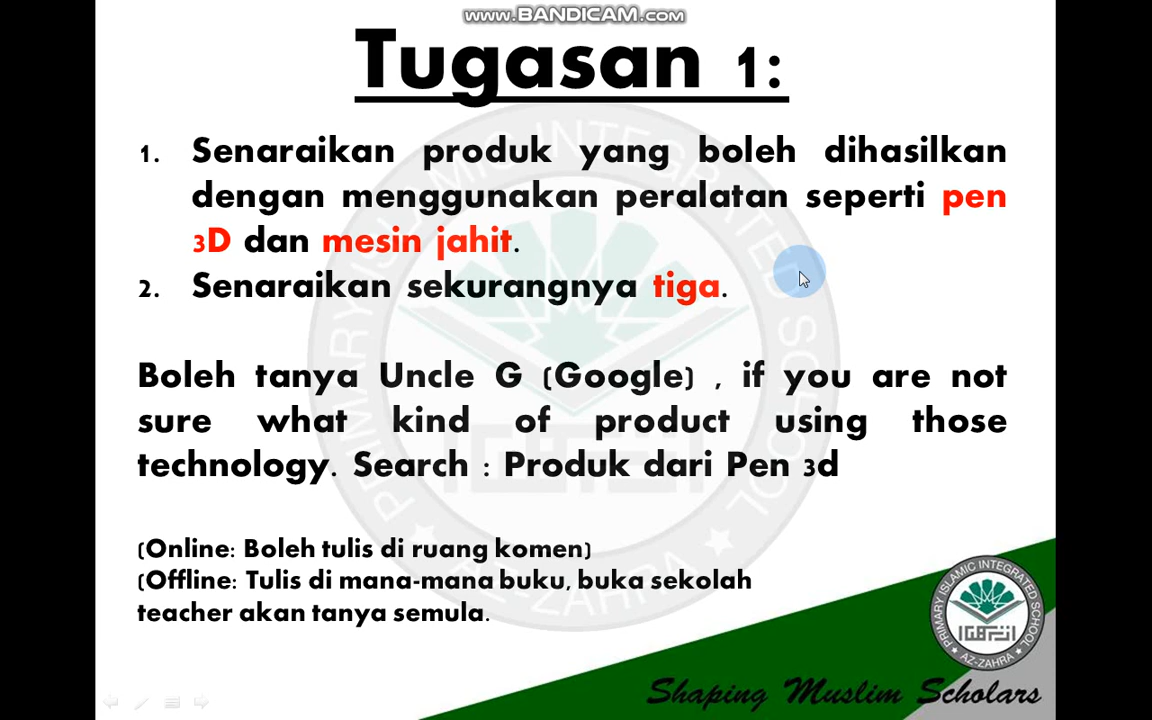 www.BANDICAM.com
Tugasan 1:
1. Senaraikan produk yang boleh dihasilkan
dengan menggunakan peralatan seperti pen
3D dan mesin jahit.
2. Senaraikan sekurangnya tiga.
Boleh tanya Uncle G (Google) , if you are not
sure what kind of product using those
technology. Search : Produk dari Pen 3d
(Online: Boleh tulis di ruang komen)
(Offline: Tulis di mana-mana buku, buka sekolah
teacher akan tanya semula.
PRIMARY ISLAMIC INTEGRATED SCHOOL
AZ-ZAHRA
Shaping Muslim Scholars